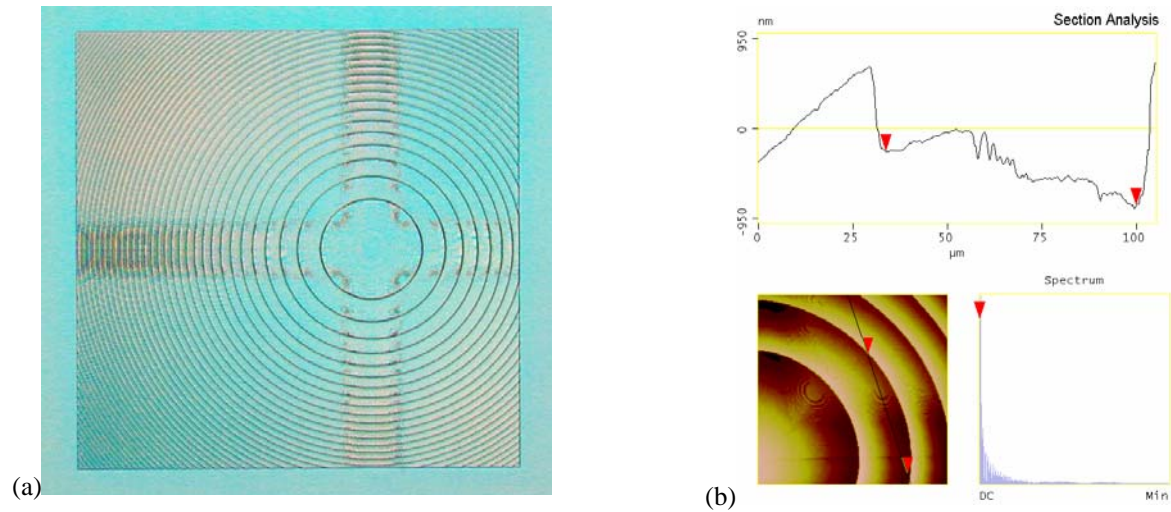 (a)
Section Analysis
nm
950
0
-950
0
25
50
75
100
µm
Spectrum
DC
Min
(b)